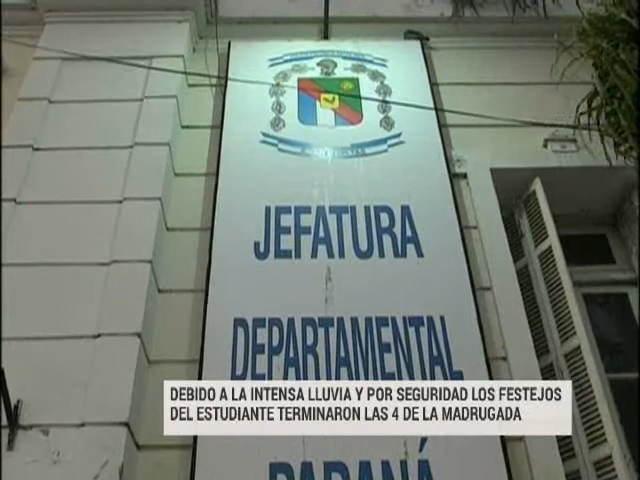 JEFATURA
DEPARTAMENTAL
PARANÁ
DEBIDO A LA INTENSA LLUVIA Y POR SEGURIDAD LOS FESTEJOS
DEL ESTUDIANTE TERMINARON LAS 4 DE LA MADRUGADA